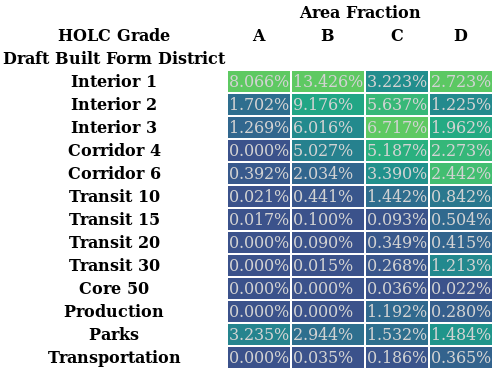 Area Fraction
HOLC Grade A B C D
Draft Built Form District
Interior 1 8.066% 13.426% 3.223% 2.723%
Interior 2 1.702% 9.176% 5.637% 1.225%
Interior 3 1.269% 6.016% 6.717% 1.962%
Corridor 4 0.000% 5.027% 5.187% 2.273%
Corridor 6 0.392% 2.034% 3.390% 2.442%
Transit 10 0.021% 0.441% 1.442% 0.842%
Transit 15 0.017% 0.100% 0.093% 0.504%
Transit 20 0.000% 0.090% 0.349% 0.415%
Transit 30 0.000% 0.015% 0.268% 1.213%
Core 50 0.000% 0.000% 0.036% 0.022%
Production 0.000% 0.000% 1.192% 0.280%
Parks 3.235% 2.944% 1.532% 1.484%
Transportation 0.000% 0.035% 0.186% 0.365%